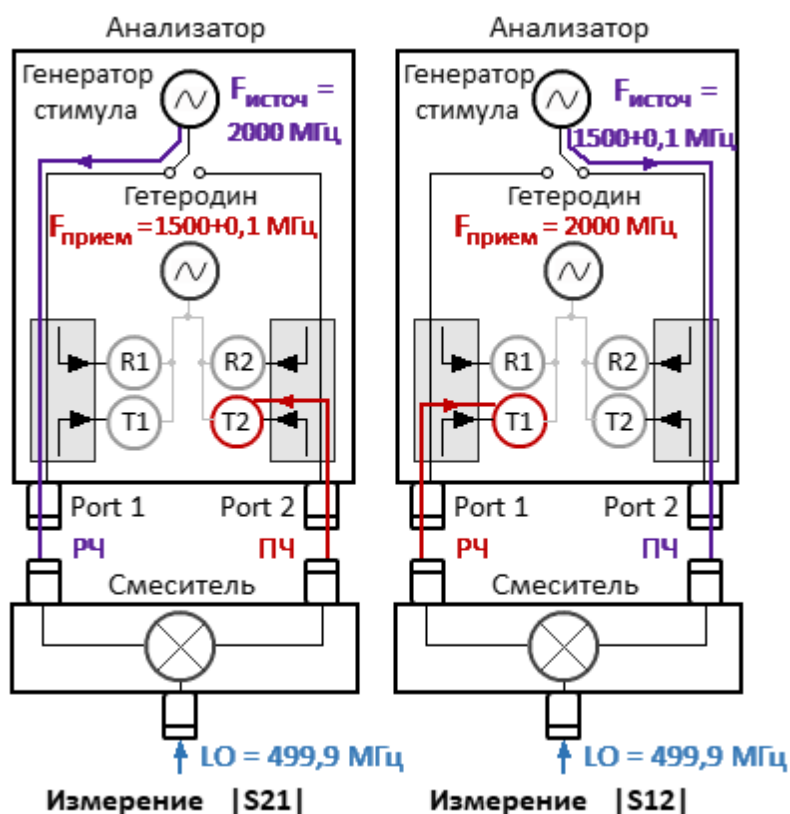 Анализатор
Генератор
стимула
Fисточ =
2000 МГц
Гетеродин
Fприем =1500+0,1 МГц
R1
R2
T1
T2
Port 1
Port 2
РЧ
ПЧ
Смеситель
LO = 499,9 МГц
Измерение |S21|
Анализатор
Генератор
стимула
Fисточ =
1500+0,1 МГц
Гетеродин
Fприем = 2000 МГц
R1
R2
T1
T2
Port 1
Port 2
РЧ
ПЧ
Смеситель
LO = 499,9 МГц
Измерение |S12|